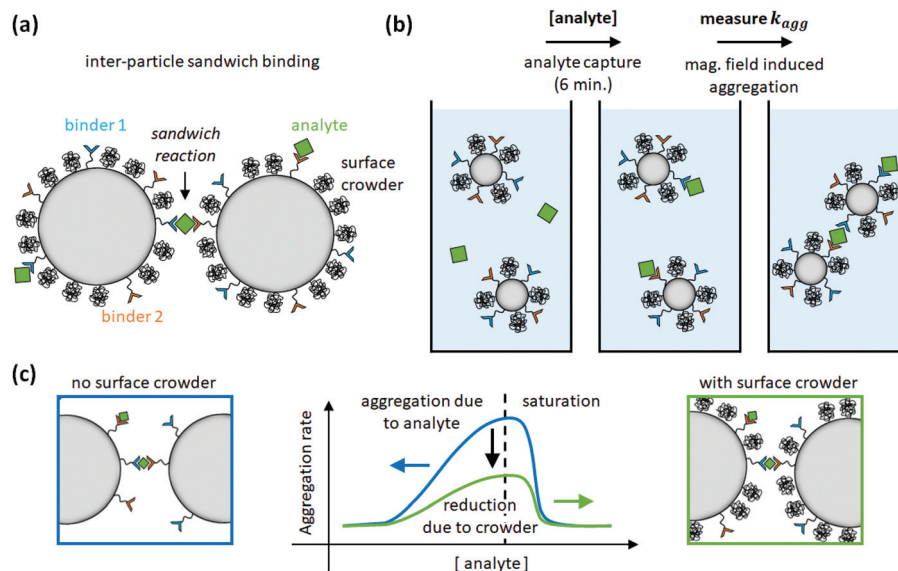 (a)
inter-particle sandwich binding
binder 1
sandwich
reaction
analyte
surface
crowder
binder 2
(b)
[analyte]
analyte capture
(6 min.)
measure k_agg
mag. field induced
aggregation
(c)
no surface crowder
Aggregation rate
aggregation due
to analyte
saturation
reduction
due to crowder
[ analyte]
with surface crowder